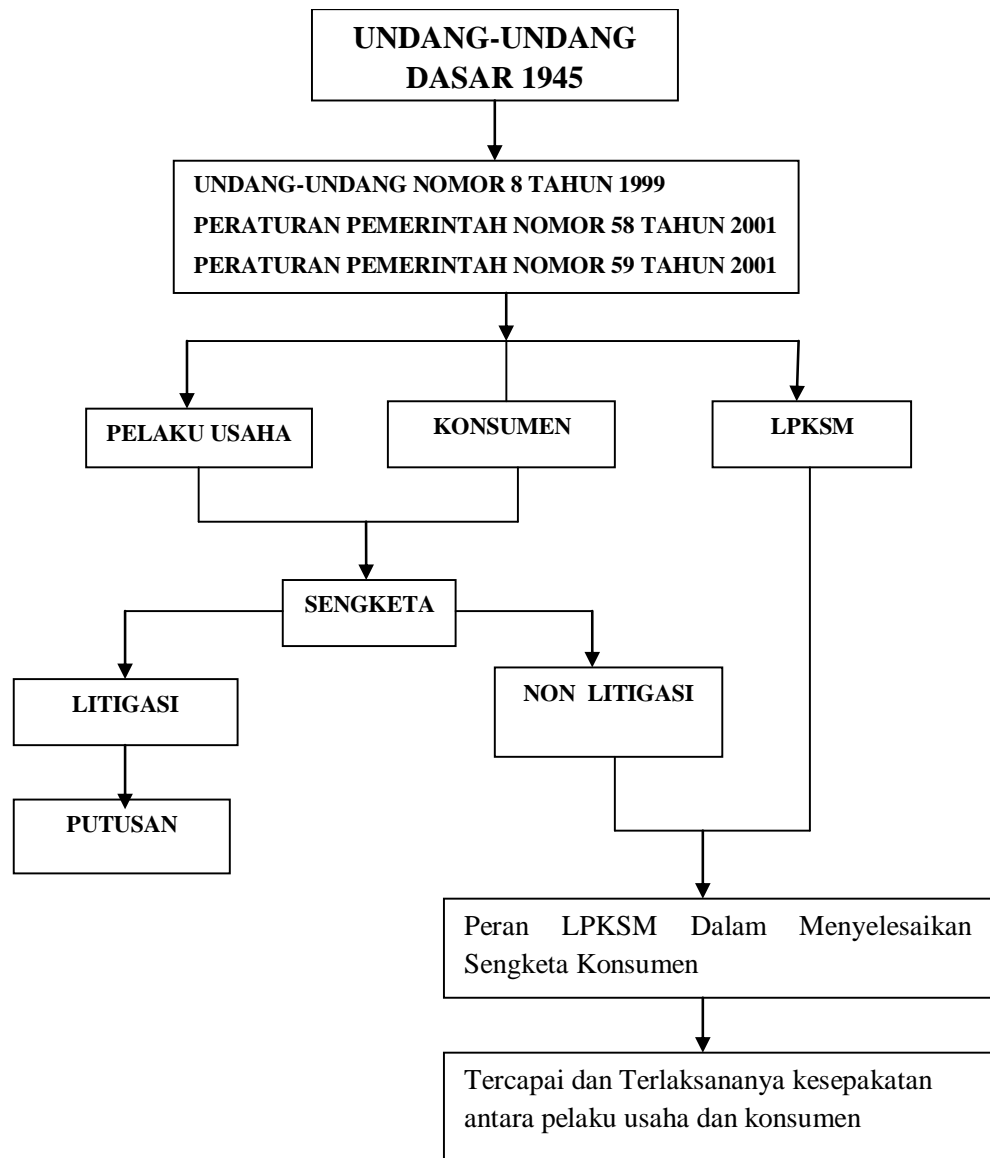 UNDANG-UNDANG
DASAR 1945
UNDANG-UNDANG NOMOR 8 TAHUN 1999
PERATURAN PEMERINTAH NOMOR 58 TAHUN 2001
PERATURAN PEMERINTAH NOMOR 59 TAHUN 2001
PELAKU USAHA
KONSUMEN
LPKSM
SENGKETA
LITIGASI
NON LITIGASI
PUTUSAN
Peran LPKSM Dalam Menyelesaikan
Sengketa Konsumen
Tercapai dan Terlaksananya kesepakatan
antara pelaku usaha dan konsumen